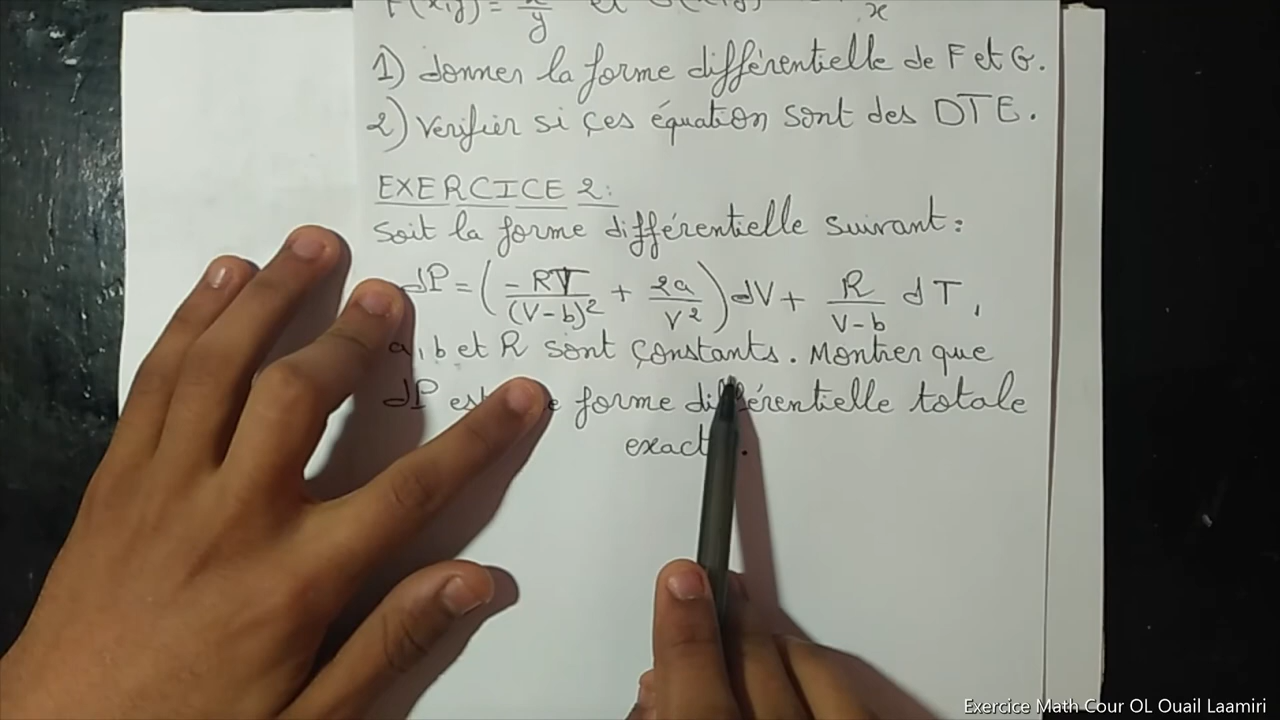 F(x,y) = x/y et
x
1) donner la forme différentielle de F et G.
2) Verifier si ces équation sont des DTE.
EXERCICE 2:
soit la forme différentielle suivant:
dP = (-RT/(V-b)² + 2a/V²) dV + R/(V-b) dT,
a, b et R sont constants. Montrer que
dP est forme différentielle totale
exact .
Exercice Math Cour OL Ouail Laamiri